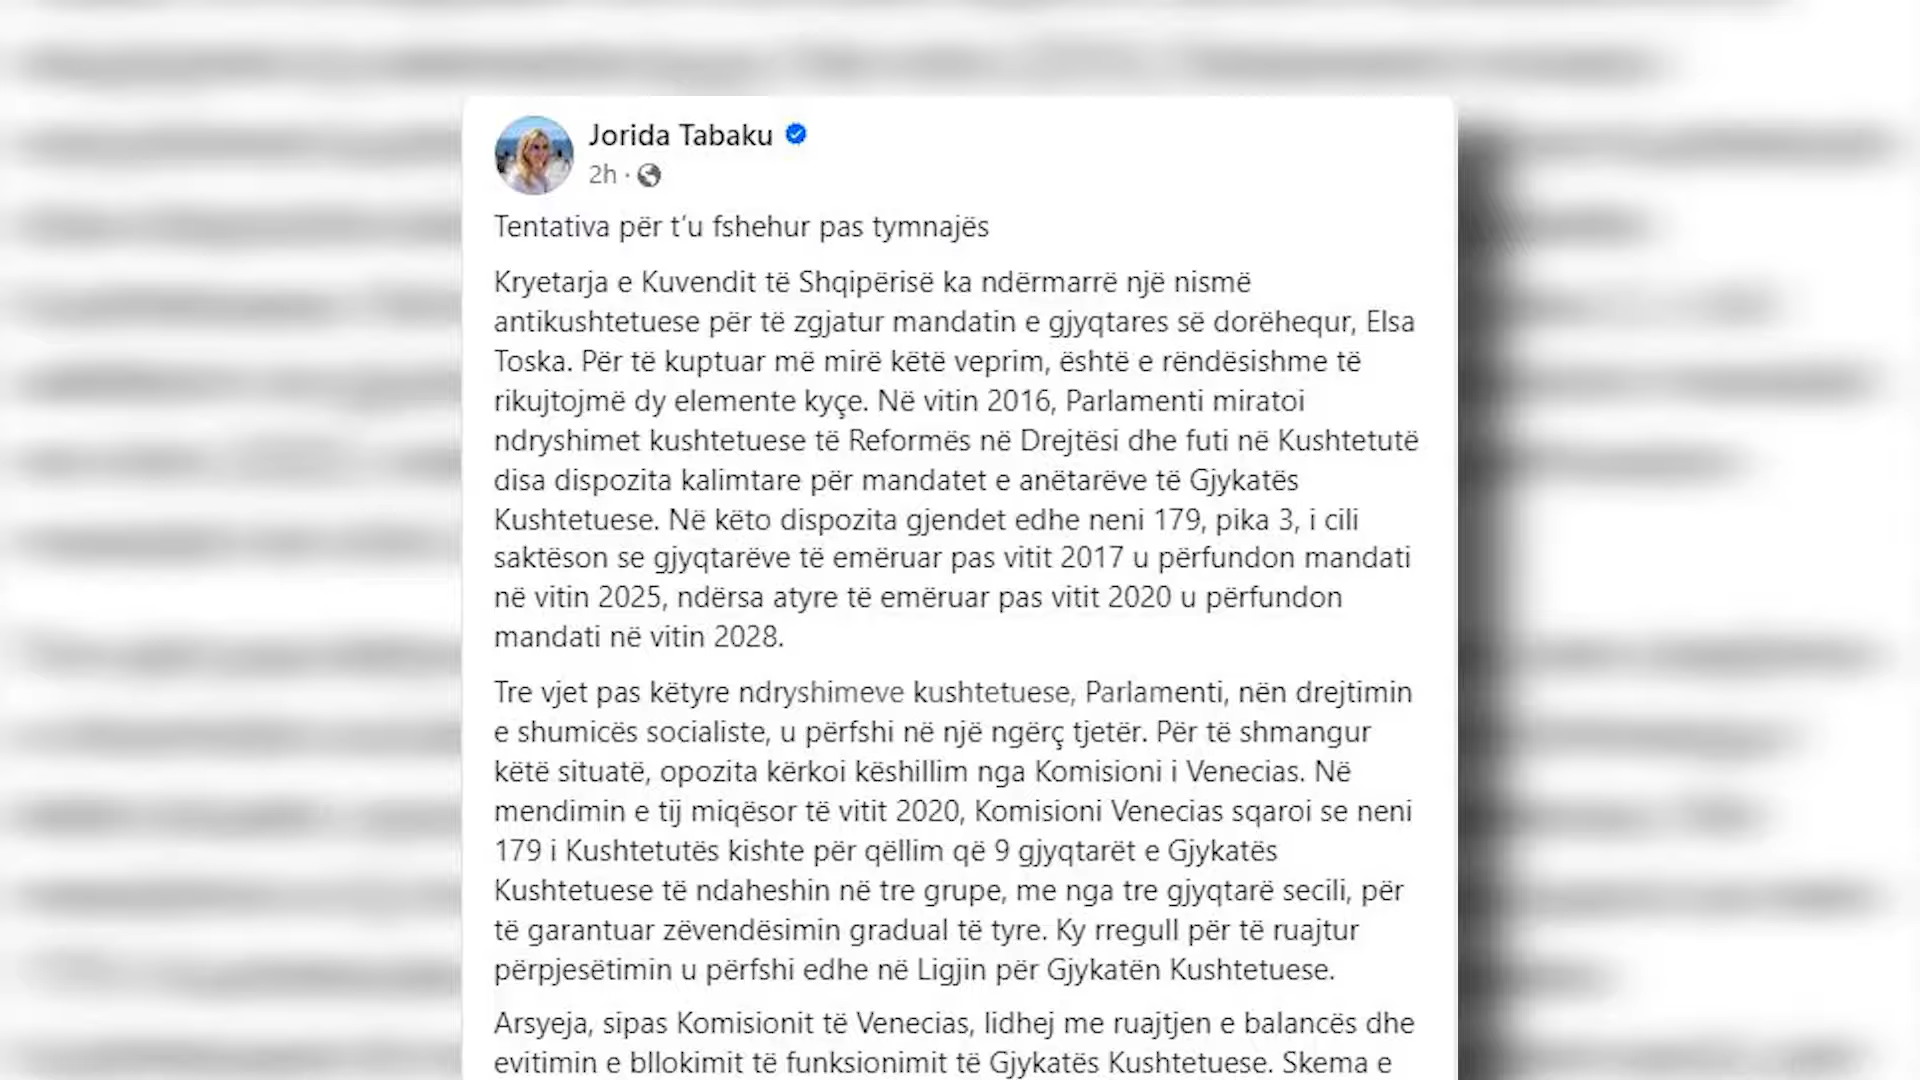 Jorida Tabaku
2h ·
Tentativa për t’u fshehur pas tymnajës
Kryetarja e Kuvendit të Shqipërisë ka ndërmarrë një nismë
antikushtetuese për të zgjatur mandatin e gjyqtares së dorëhequr, Elsa
Toska. Për të kuptuar më mirë këtë veprim, është e rëndësishme të
rikujtojmë dy elemente kyçe. Në vitin 2016, Parlamenti miratoi
ndryshimet kushtetuese të Reformës në Drejtësi dhe futi në Kushtetutë
disa dispozita kalimtare për mandatet e anëtarëve të Gjykatës
Kushtetuese. Në këto dispozita gjendet edhe neni 179, pika 3, i cili
saktëson se gjyqtarëve të emëruar pas vitit 2017 u përfundon mandati
në vitin 2025, ndërsa atyre të emëruar pas vitit 2020 u përfundon
mandati në vitin 2028.
Tre vjet pas këtyre ndryshimeve kushtetuese, Parlamenti, nën drejtimin
e shumicës socialiste, u përfshi në një ngërç tjetër. Për të shmangur
këtë situatë, opozita kërkoi këshillim nga Komisioni i Venecias. Në
mendimin e tij miqësor të vitit 2020, Komisioni Venecias sqaroi se neni
179 i Kushtetutës kishte për qëllim që 9 gjyqtarët e Gjykatës
Kushtetuese të ndaheshin në tre grupe, me nga tre gjyqtarë secili, për
të garantuar zëvendësimin gradual të tyre. Ky rregull për të ruajtur
përpjesëtimin u përfshi edhe në Ligjin për Gjykatën Kushtetuese.
Arsyeja, sipas Komisionit të Venecias, lidhej me ruajtjen e balancës dhe
evitimin e bllokimit të funksionimit të Gjykatës Kushtetuese. Skema e